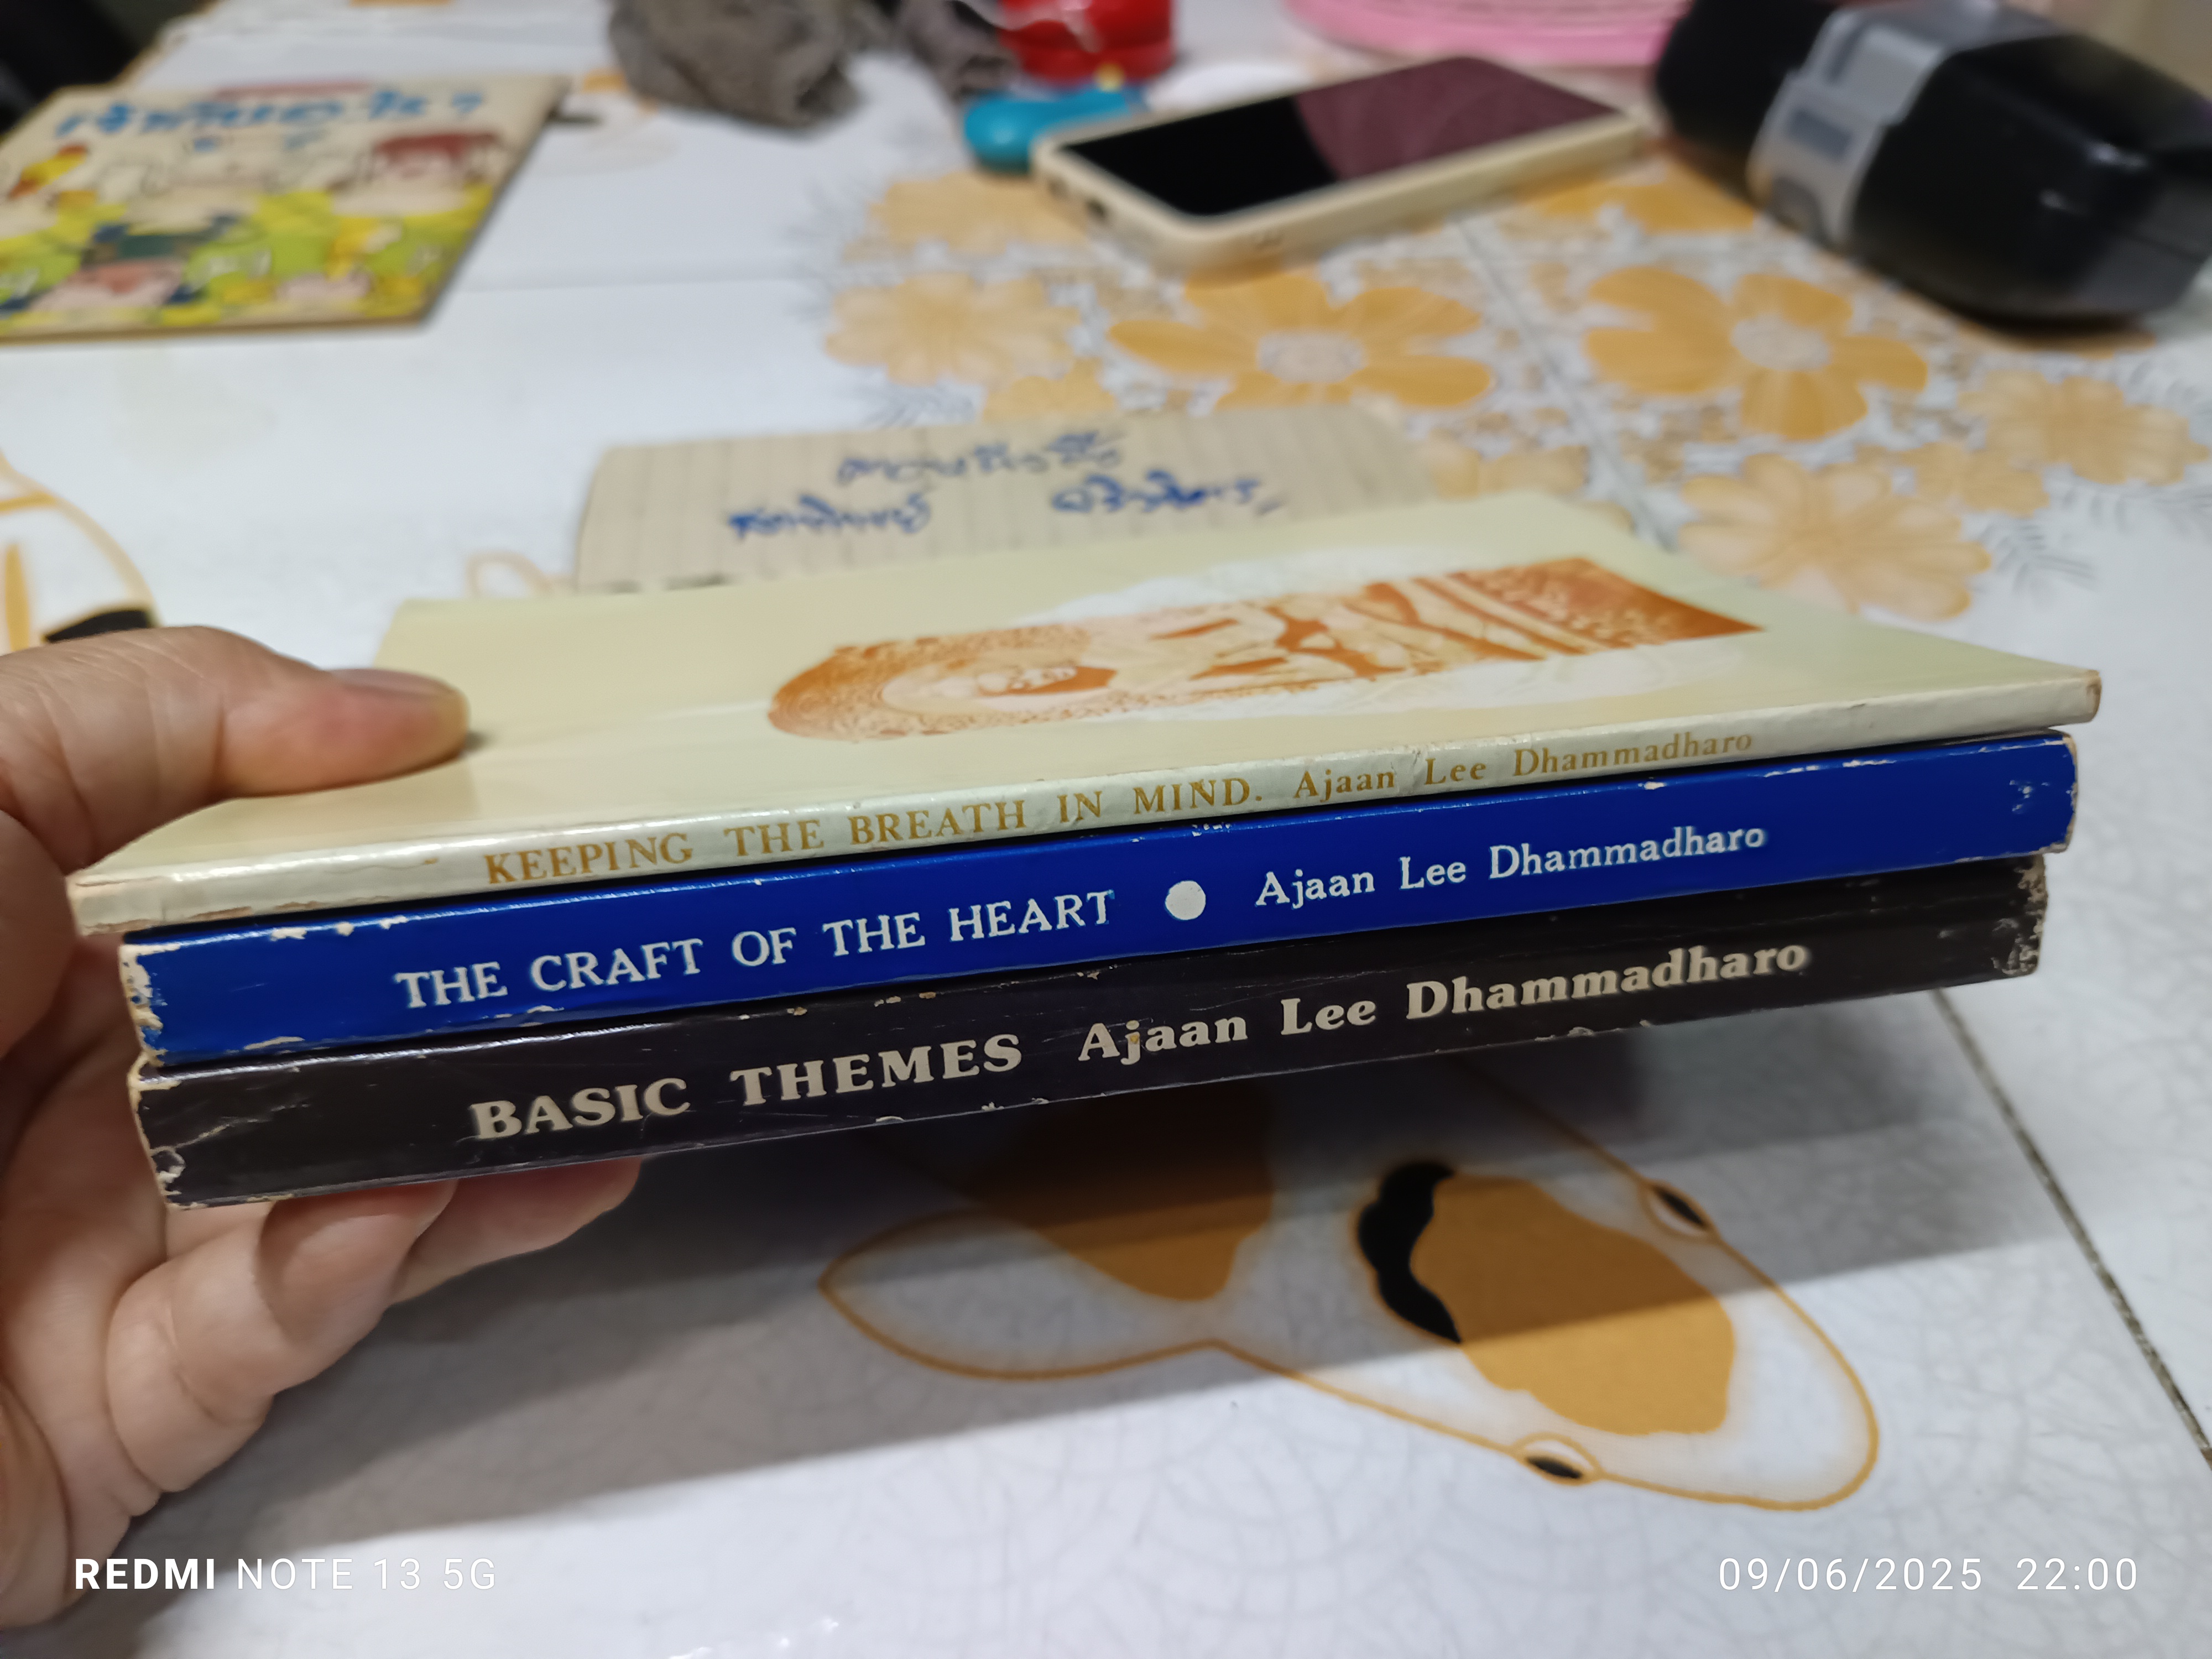 KEEPING THE BREATH IN MIND. Ajaan Lee Dhammadharo
THE CRAFT OF THE HEART ● Ajaan Lee Dhammadharo
BASIC THEMES Ajaan Lee Dhammadharo
REDMI NOTE 13 5G
09/06/2025 22:00